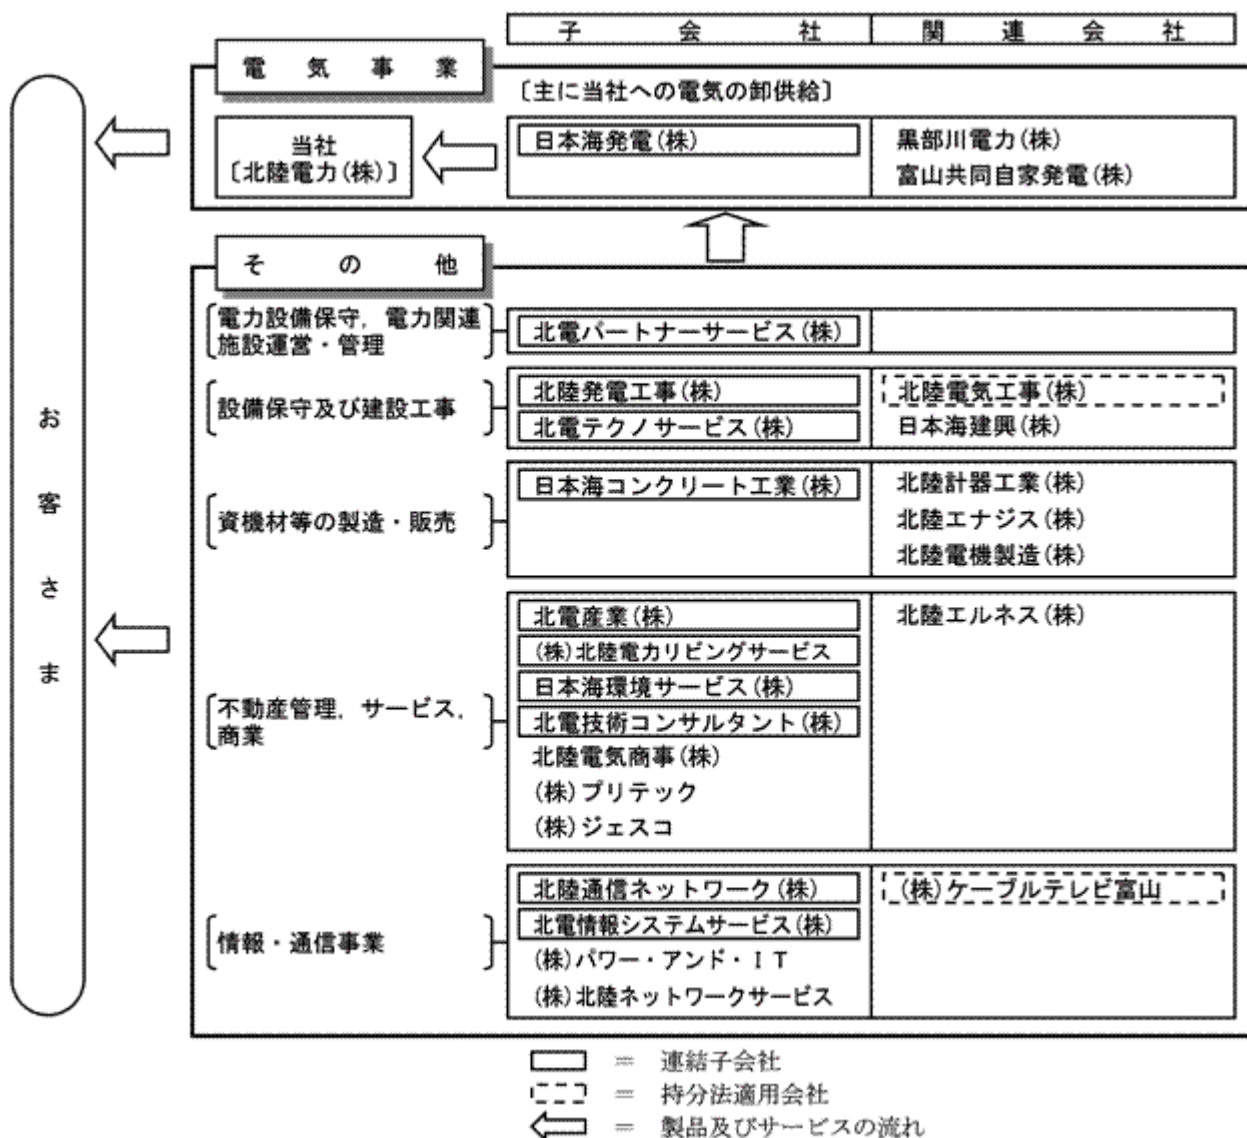 子会社 関連会社
電気事業
〔主に当社への電気の卸供給〕
当社
〔北陸電力(株)〕
日本海発電(株)
黒部川電力(株)
富山共同自家発電(株)
その他
電力設備保守，電力関連
施設運営・管理
北電パートナーサービス(株)
設備保守及び建設工事
北陸発電工事(株)
北電テクノサービス(株)
北陸電気工事(株)
日本海建興(株)
資機材等の製造・販売
日本海コンクリート工業(株)
北陸計器工業(株)
北陸エナジス(株)
北陸電機製造(株)
不動産管理，サービス，
商業
北電産業(株)
(株)北陸電力リビングサービス
日本海環境サービス(株)
北電技術コンサルタント(株)
北陸電気商事(株)
(株)プリテック
(株)ジェスコ
北陸エルネス(株)
情報・通信事業
北陸通信ネットワーク(株)
北電情報システムサービス(株)
(株)パワー・アンド・ＩＴ
(株)北陸ネットワークサービス
(株)ケーブルテレビ富山
お客さま
＝ 連結子会社
＝ 持分法適用会社
＝ 製品及びサービスの流れ